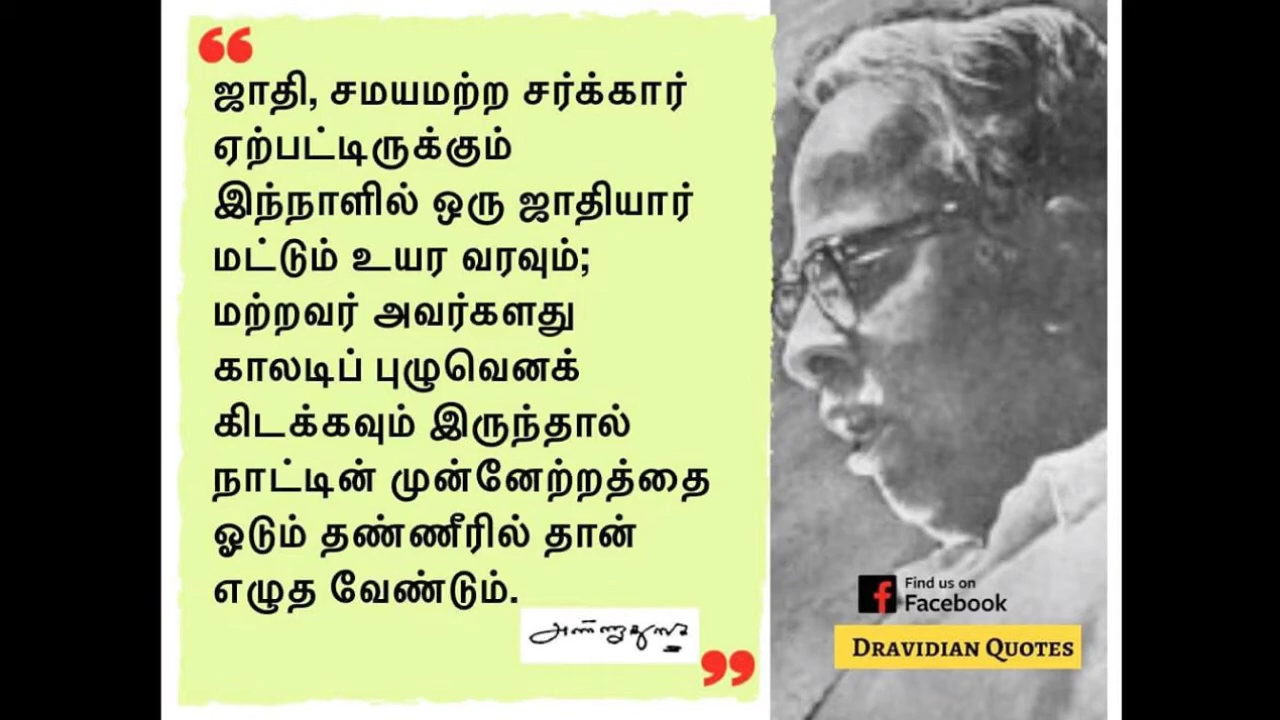 ஜாதி, சமயமற்ற சர்க்கார்
ஏற்பட்டிருக்கும்
இந்நாளில் ஒரு ஜாதியார்
மட்டும் உயர வரவும்;
மற்றவர் அவர்களது
காலடிப் புழுவெனக்
கிடக்கவும் இருந்தால்
நாட்டின் முன்னேற்றத்தை
ஓடும் தண்ணீரில் தான்
எழுத வேண்டும்.
அண்ணாதுரை
Find us on
Facebook
DRAVIDIAN QUOTES